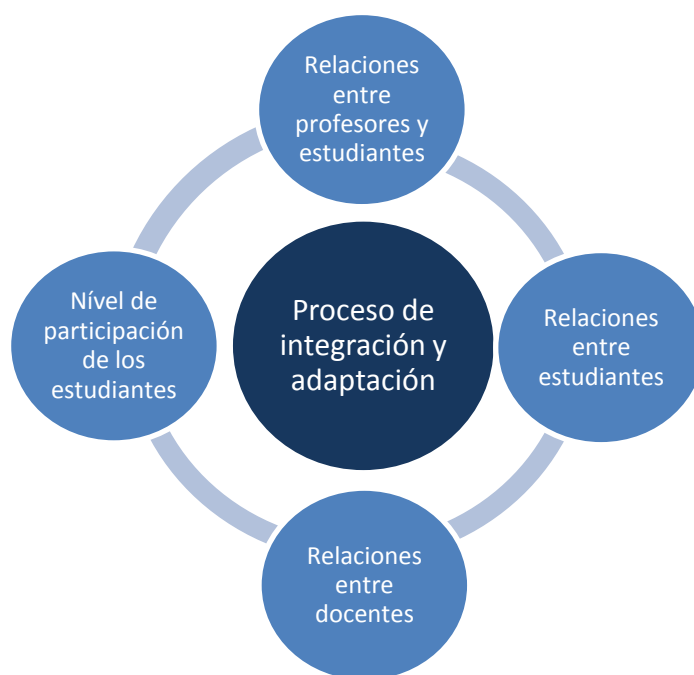 Relaciones
entre
profesores y
estudiantes
Nível de
participación
de los
estudiantes
Proceso de
integración y
adaptación
Relaciones
entre
estudiantes
Relaciones
entre
docentes